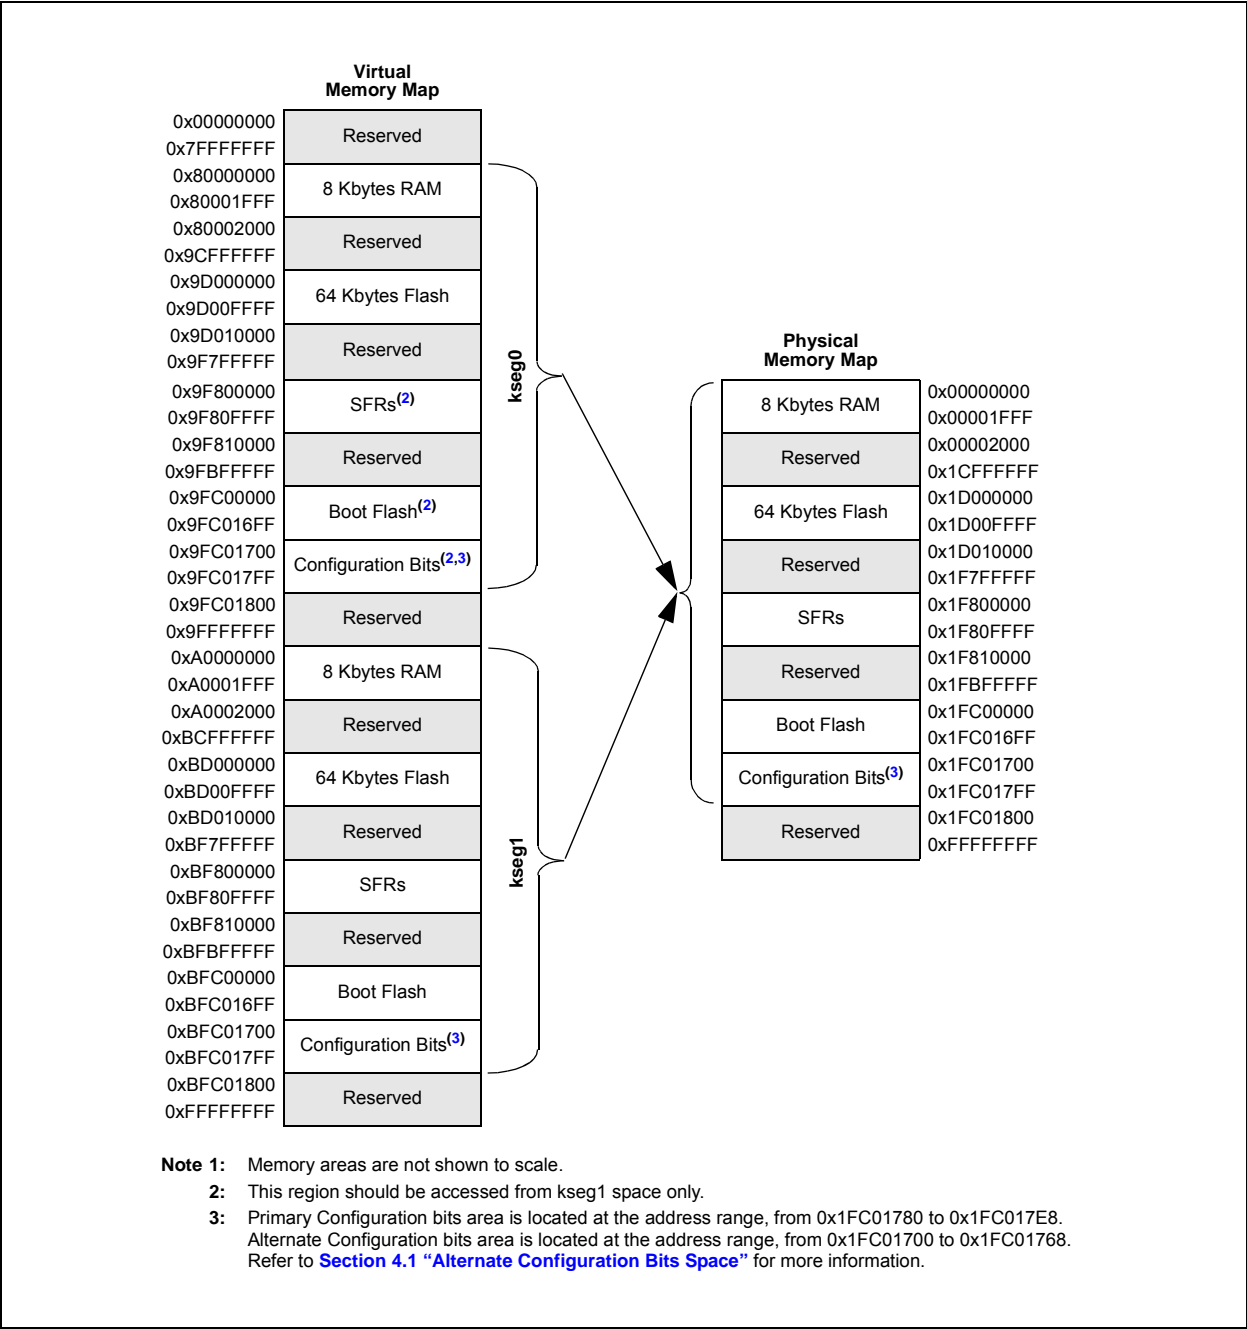 Virtual
Memory Map
0x00000000
Reserved
0x7FFFFFFF
0x80000000
8 Kbytes RAM
0x80001FFF
0x80002000
Reserved
0x9CFFFFFF
0x9D000000
64 Kbytes Flash
0x9D00FFFF
0x9D010000
Reserved
0x9F7FFFFF
0x9F800000
SFRs(2)
0x9F80FFFF
0x9F810000
Reserved
0x9FBFFFFF
0x9FC00000
Boot Flash(2)
0x9FC016FF
0x9FC01700
Configuration Bits(2,3)
0x9FC017FF
0x9FC01800
Reserved
0x9FFFFFFF
0xA0000000
8 Kbytes RAM
0xA0001FFF
0xA0002000
Reserved
0xBCFFFFFF
0xBD000000
64 Kbytes Flash
0xBD00FFFF
0xBD010000
Reserved
0xBF7FFFFF
0xBF800000
SFRs
0xBF80FFFF
0xBF810000
Reserved
0xBFBFFFFF
0xBFC00000
Boot Flash
0xBFC016FF
0xBFC01700
Configuration Bits(3)
0xBFC017FF
0xBFC01800
Reserved
0xFFFFFFFF
kseg0
kseg1
Physical
Memory Map
8 Kbytes RAM
0x00000000
0x00001FFF
Reserved
0x00002000
0x1CFFFFFF
64 Kbytes Flash
0x1D000000
0x1D00FFFF
Reserved
0x1D010000
0x1F7FFFFF
SFRs
0x1F800000
0x1F80FFFF
Reserved
0x1F810000
0x1FBFFFFF
Boot Flash
0x1FC00000
0x1FC016FF
Configuration Bits(3)
0x1FC01700
0x1FC017FF
Reserved
0x1FC01800
0xFFFFFFFF
Note 1: Memory areas are not shown to scale.
2: This region should be accessed from kseg1 space only.
3: Primary Configuration bits area is located at the address range, from 0x1FC01780 to 0x1FC017E8.
Alternate Configuration bits area is located at the address range, from 0x1FC01700 to 0x1FC01768.
Refer to Section 4.1 “Alternate Configuration Bits Space” for more information.